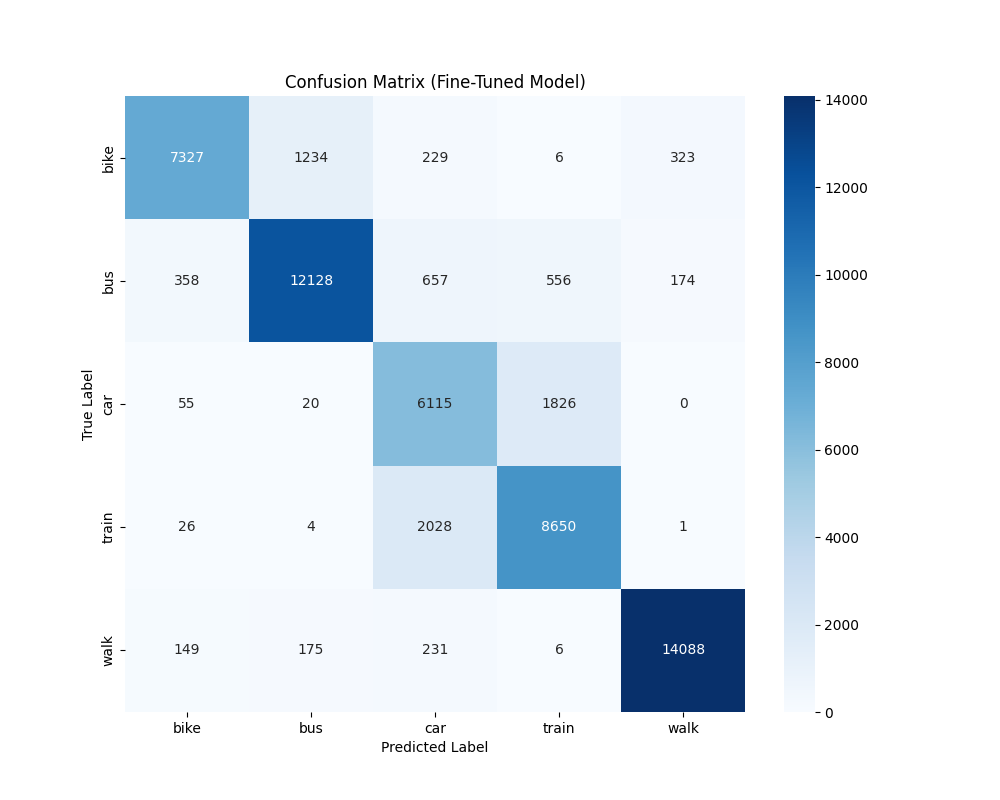 Confusion Matrix (Fine-Tuned Model)
True Label
bike 7327 1234 229 6 323
bus 358 12128 657 556 174
car 55 20 6115 1826 0
train 26 4 2028 8650 1
walk 149 175 231 6 14088
bike bus car train walk
Predicted Label
14000
12000
10000
8000
6000
4000
2000
0